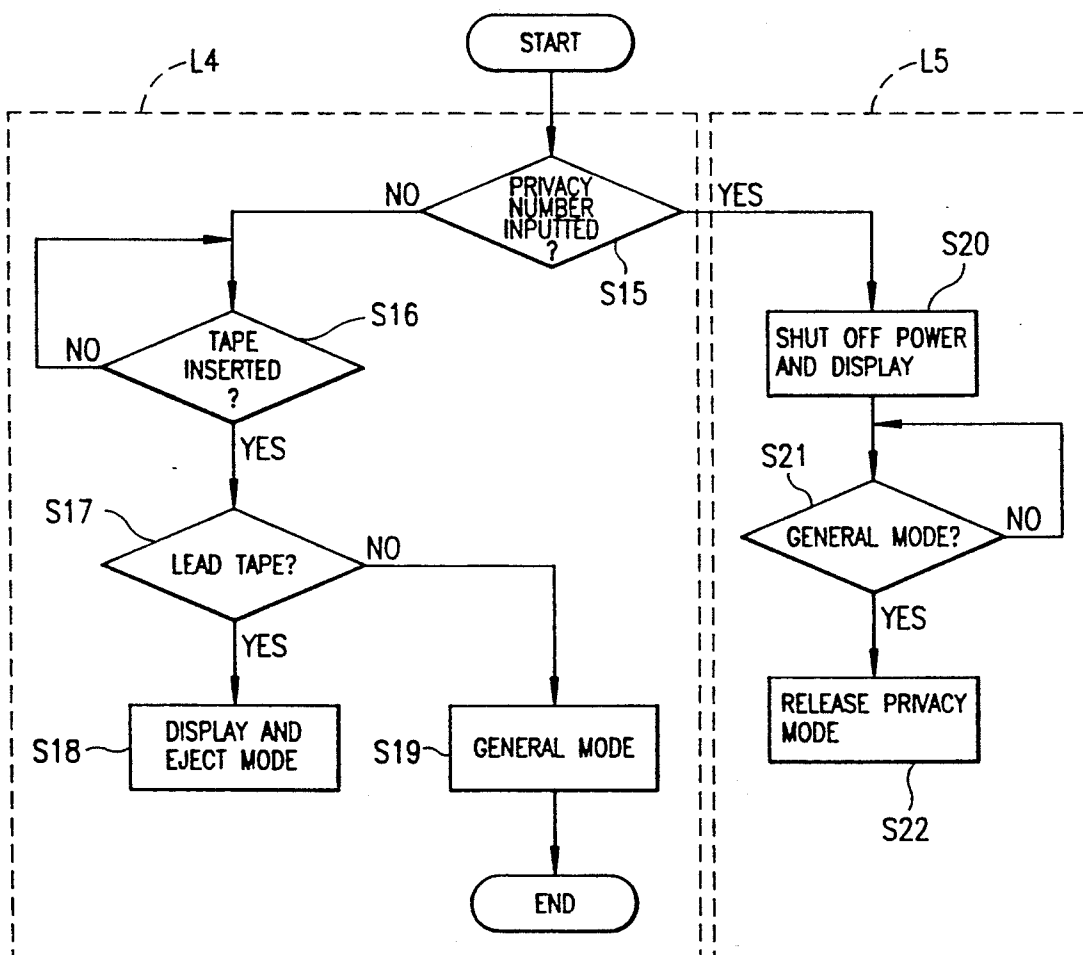 START
L4
L5
PRIVACY
NUMBER
INPUTTED
?
NO
YES
S15
S16
TAPE
INSERTED
?
NO
YES
S20
SHUT OFF POWER
AND DISPLAY
S21
GENERAL MODE?
NO
YES
S17
LEAD TAPE?
NO
YES
S18
DISPLAY AND
EJECT MODE
S19
GENERAL MODE
RELEASE PRIVACY
MODE
S22
END